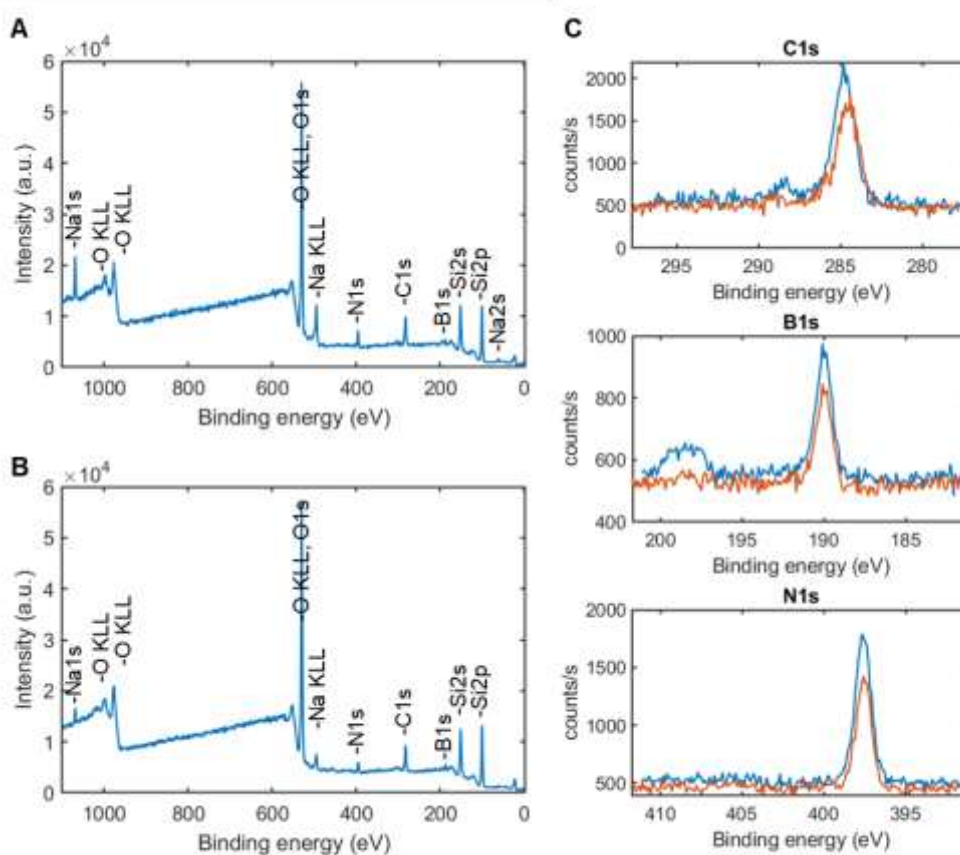 A
×10⁴
6
5
4
3
2
1
0
Intensity (a.u.)
-Na1s
-O KLL
-O KLL
-O KLL, O1s
-Na KLL
-N1s
-C1s
-B1s
-Si2s
-Si2p
-Na2s
1000 800 600 400 200 0
Binding energy (eV)
B
×10⁴
6
5
4
3
2
1
0
Intensity (a.u.)
-Na1s
-O KLL
-O KLL
-O KLL, O1s
-Na KLL
-N1s
-C1s
-B1s
-Si2s
-Si2p
1000 800 600 400 200 0
Binding energy (eV)
C
C1s
2000
1500
1000
500
0
counts/s
295 290 285 280
Binding energy (eV)
B1s
1000
800
600
400
counts/s
200 195 190 185
Binding energy (eV)
N1s
2000
1500
1000
500
counts/s
410 405 400 395
Binding energy (eV)